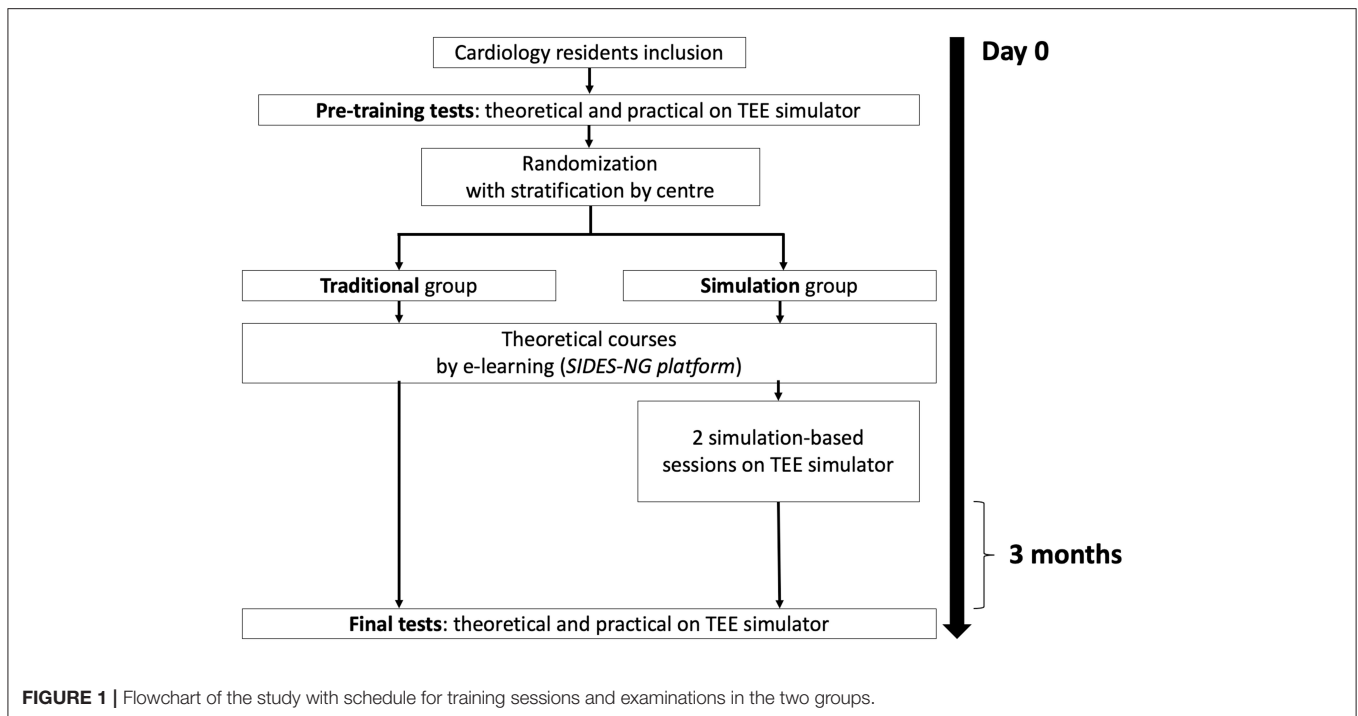 Cardiology residents inclusion
Day 0
Pre-training tests: theoretical and practical on TEE simulator
Randomization
with stratification by centre
Traditional group
Simulation group
Theoretical courses
by e-learning (SIDES-NG platform)
2 simulation-based
sessions on TEE simulator
3 months
Final tests: theoretical and practical on TEE simulator
FIGURE 1 | Flowchart of the study with schedule for training sessions and examinations in the two groups.